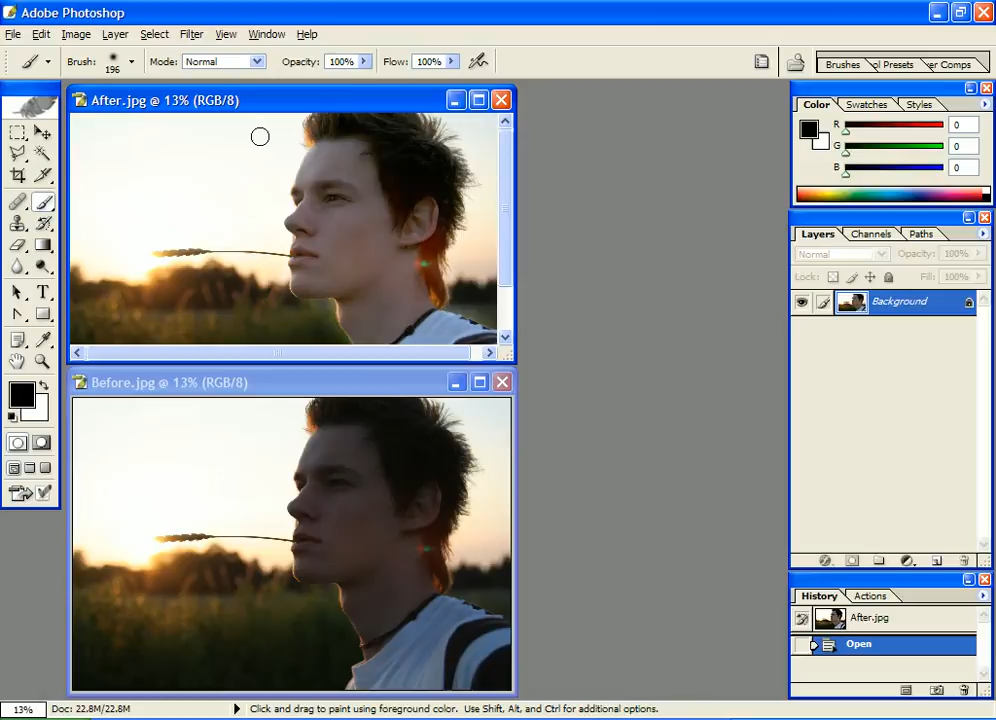 Adobe Photoshop
File Edit Image Layer Select Filter View Window Help
Brush: 196 Mode: Normal Opacity: 100% Flow: 100%
Brushes ol Presets er Comps
After.jpg @ 13% (RGB/8)
Color Swatches Styles
R 0
G 0
B 0
Layers Channels Paths
Normal Opacity: 100%
Lock: Fill: 100%
Background
Before.jpg @ 13% (RGB/8)
History Actions
After.jpg
Open
13% Doc: 22.8M/22.8M Click and drag to paint using foreground color. Use Shift, Alt, and Ctrl for additional options.